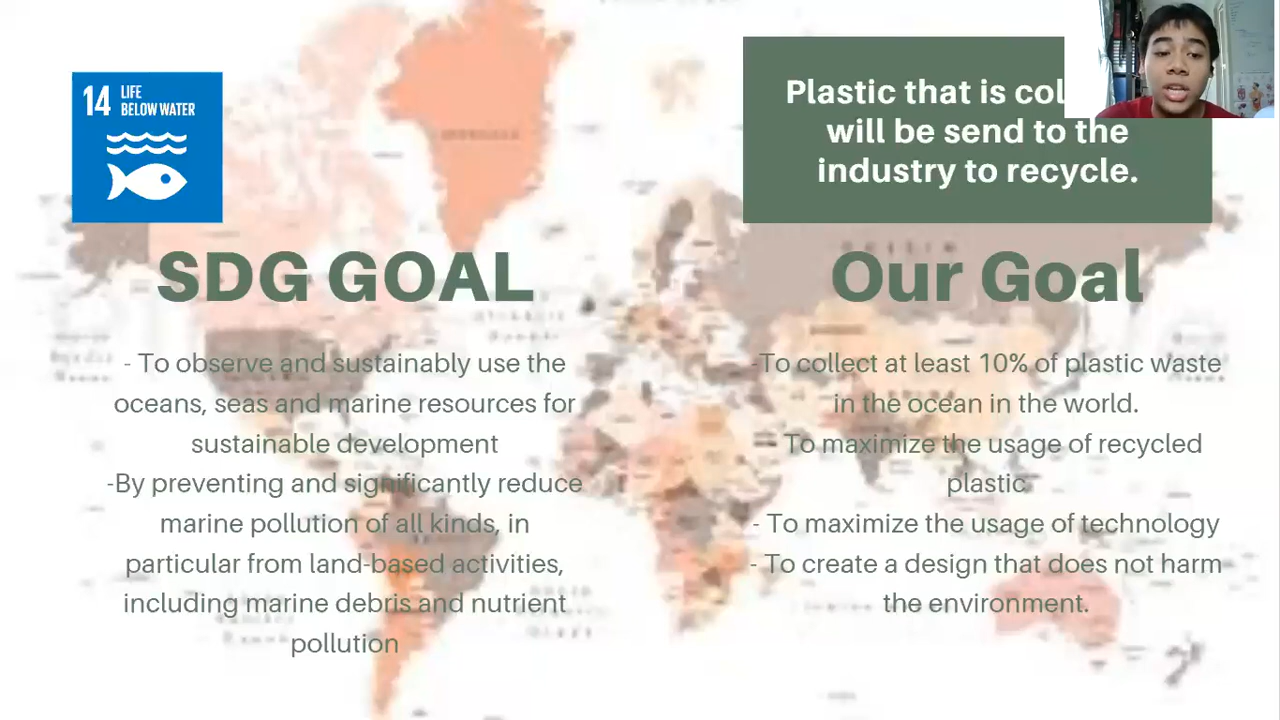 14 LIFE
BELOW WATER
Plastic that is
will be send to the
industry to recycle.
SDG GOAL
- To observe and sustainably use the
oceans, seas and marine resources for
sustainable development
-By preventing and significantly reduce
marine pollution of all kinds, in
particular from land-based activities,
including marine debris and nutrient
pollution
Our Goal
-To collect at least 10% of plastic waste
in the ocean in the world.
- To maximize the usage of recycled
plastic.
- To maximize the usage of technology
- To create a design that does not harm
the environment.